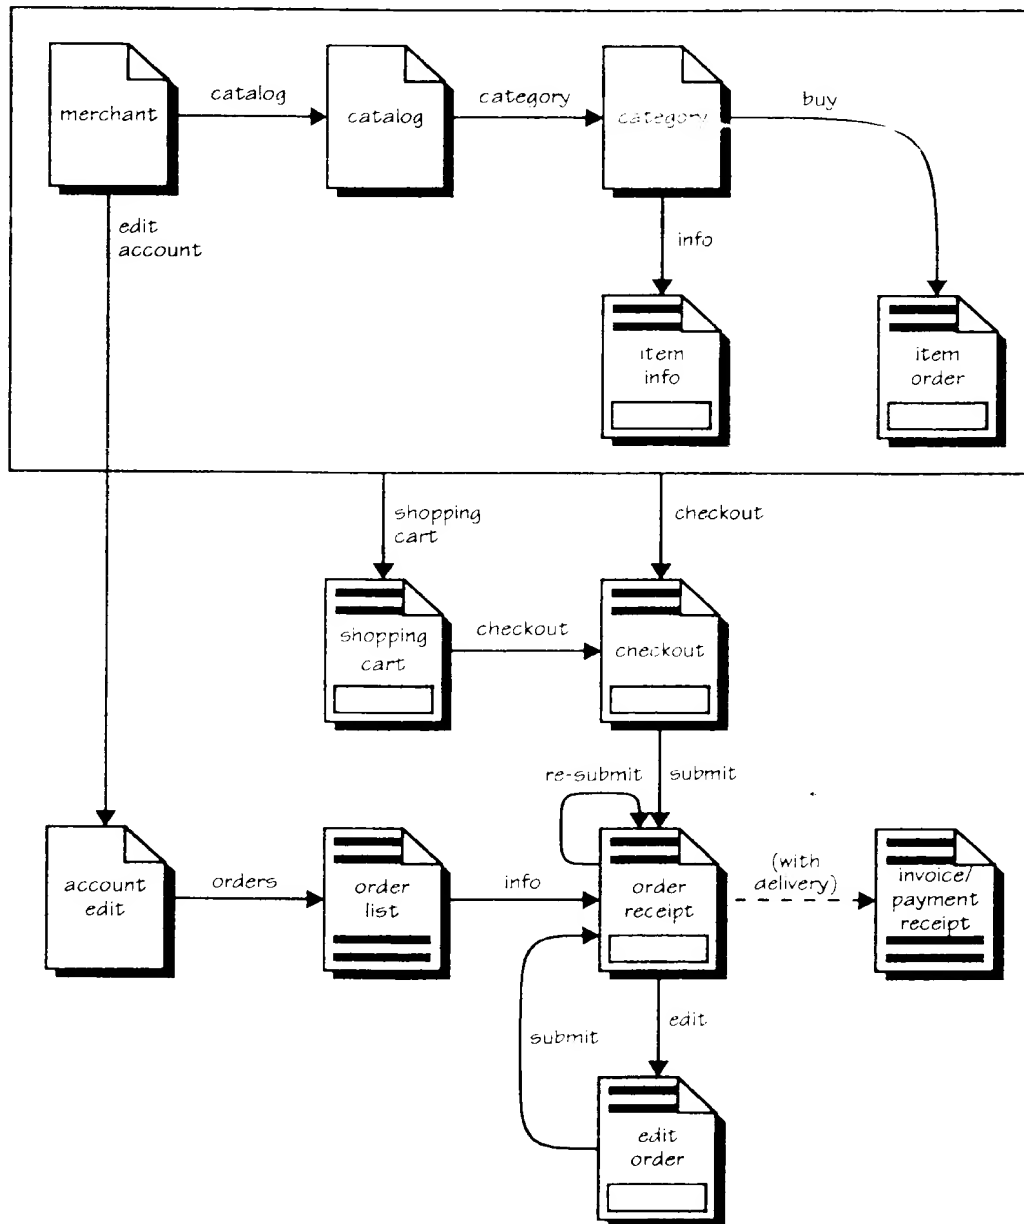 merchant
catalog
catalog
category
category
buy
edit
account
info
item
info
item
order
shopping
cart
checkout
shopping
cart
checkout
checkout
re-submit
submit
account
edit
orders
order
list
info
order
receipt
(with
delivery)
invoice/
payment
receipt
submit
edit
edit
order